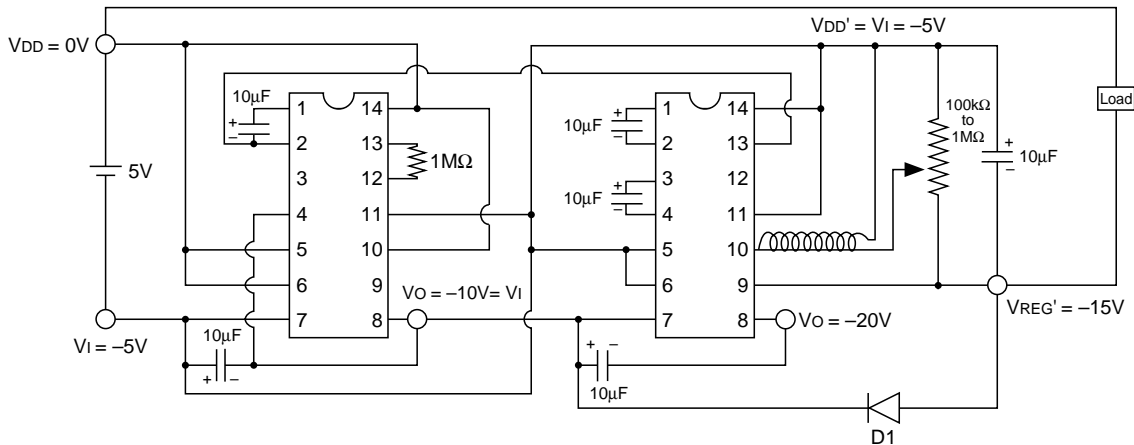 VDD = 0V
5V
VI = –5V
10µF
+
–
1
2
3
4
5
6
7
14
13
12
11
10
9
8
1MΩ
10µF
+ –
VO = –10V= VI
10µF
+
–
10µF
+
–
1
2
3
4
5
6
7
14
13
12
11
10
9
8
+ –
10µF
VO = –20V
VDD' = VI = –5V
100kΩ
to
1MΩ
+
10µF
–
Load
VREG' = –15V
D1